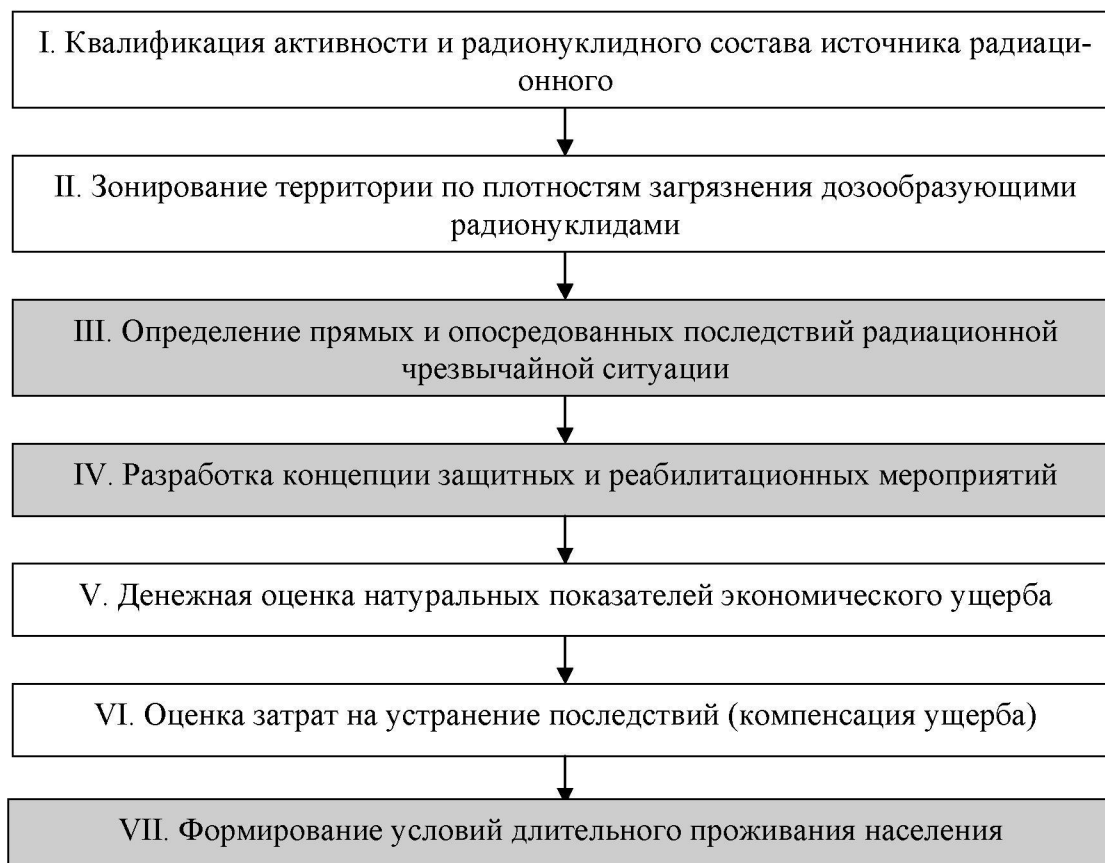 I. Квалификация активности и радионуклидного состава источника радиаци-
онного
II. Зонирование территории по плотностям загрязнения дозообразующими
радионуклидами
III. Определение прямых и опосредованных последствий радиационной
чрезвычайной ситуации
IV. Разработка концепции защитных и реабилитационных мероприятий
V. Денежная оценка натуральных показателей экономического ущерба
VI. Оценка затрат на устранение последствий (компенсация ущерба)
VII. Формирование условий длительного проживания населения